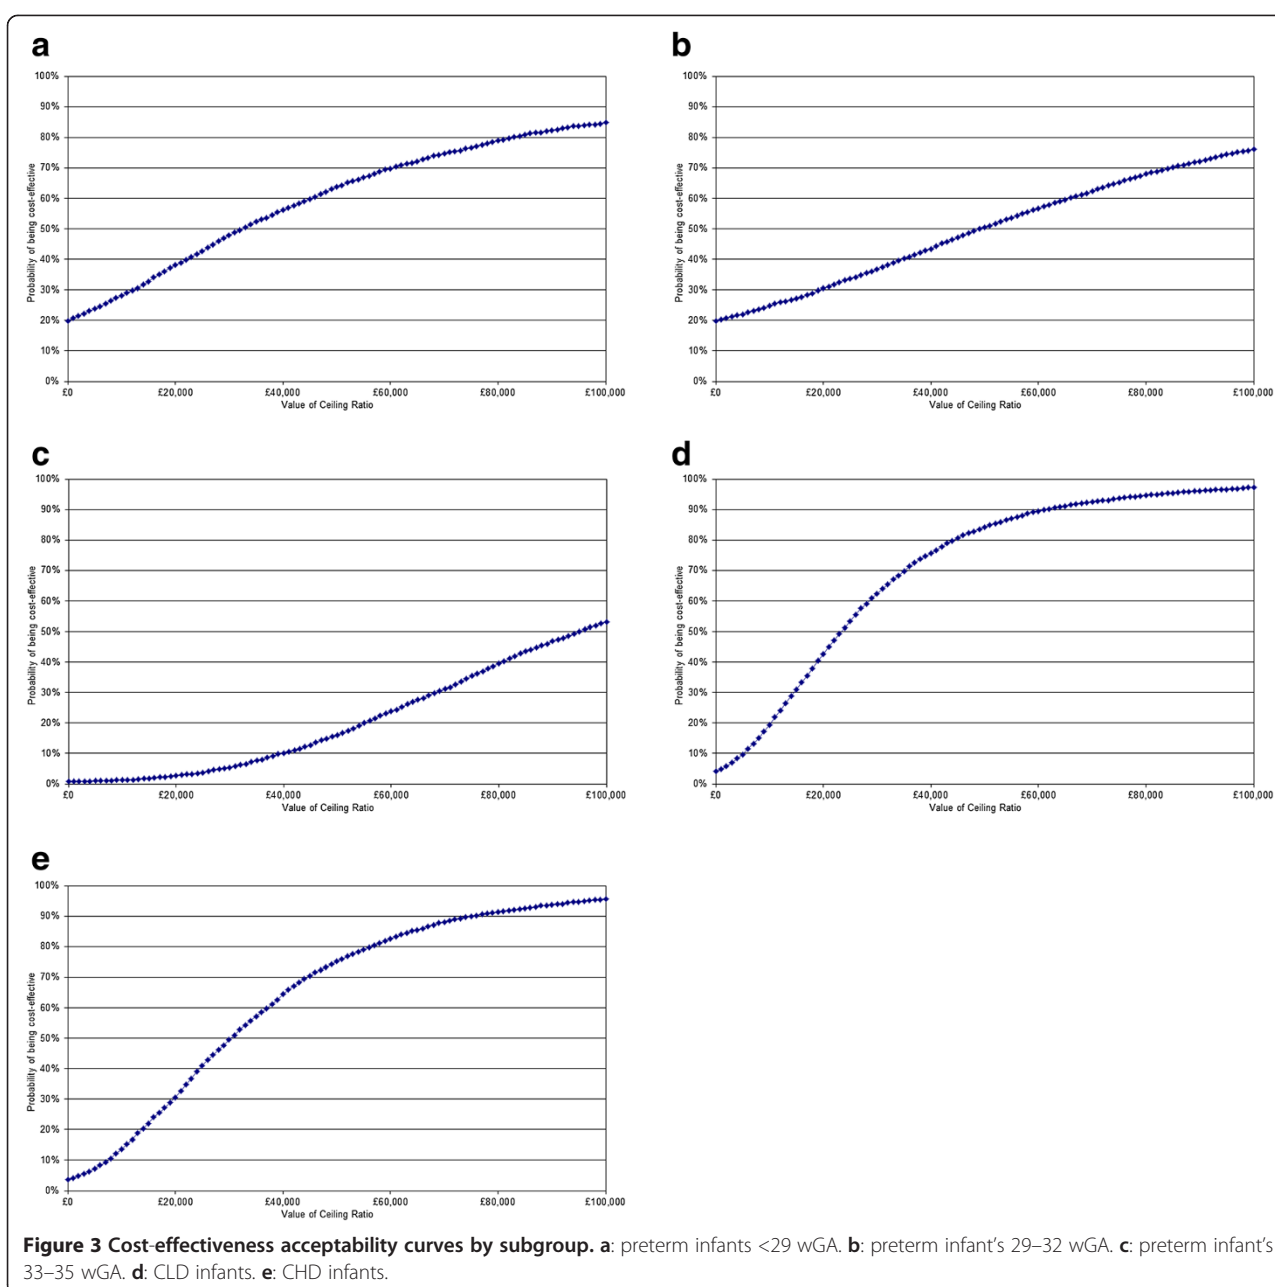 a
100%
90%
80%
70%
60%
50%
40%
30%
20%
10%
0%
Probability of being cost-effective
£0 £20,000 £40,000 £60,000 £80,000 £100,000
Value of Ceiling Ratio
b
100%
90%
80%
70%
60%
50%
40%
30%
20%
10%
0%
Probability of being cost-effective
£0 £20,000 £40,000 £60,000 £80,000 £100,000
Value of Ceiling Ratio
c
100%
90%
80%
70%
60%
50%
40%
30%
20%
10%
0%
Probability of being cost-effective
£0 £20,000 £40,000 £60,000 £80,000 £100,000
Value of Ceiling Ratio
d
100%
90%
80%
70%
60%
50%
40%
30%
20%
10%
0%
Probability of being cost-effective
£0 £20,000 £40,000 £60,000 £80,000 £100,000
Value of Ceiling Ratio
e
100%
90%
80%
70%
60%
50%
40%
30%
20%
10%
0%
Probability of being cost-effective
£0 £20,000 £40,000 £60,000 £80,000 £100,000
Value of Ceiling Ratio
Figure 3 Cost-effectiveness acceptability curves by subgroup. a: preterm infants <29 wGA. b: preterm infant's 29–32 wGA. c: preterm infant's
33–35 wGA. d: CLD infants. e: CHD infants.